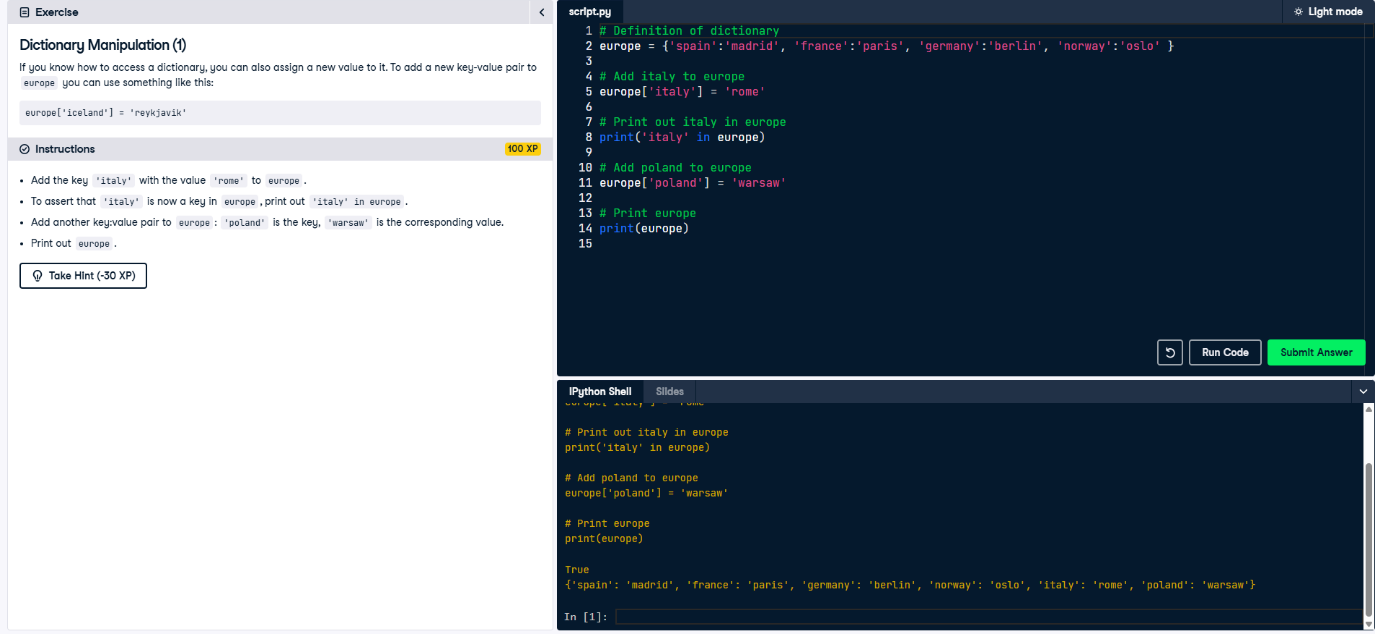 Exercise
Dictionary Manipulation (1)
If you know how to access a dictionary, you can also assign a new value to it. To add a new key-value pair to
europe you can use something like this:
europe['iceland'] = 'reykjavik'
Instructions
100 XP
Add the key 'italy' with the value 'rome' to europe.
To assert that 'italy' is now a key in europe, print out 'italy' in europe.
Add another key:value pair to europe: 'poland' is the key, 'warsaw' is the corresponding value.
Print out europe.
Take Hint (-30 XP)
script.py
Light mode
1 # Definition of dictionary
2 europe = {'spain':'madrid', 'france':'paris', 'germany':'berlin', 'norway':'oslo' }
3
4 # Add italy to europe
5 europe['italy'] = 'rome'
6
7 # Print out italy in europe
8 print('italy' in europe)
9
10 # Add poland to europe
11 europe['poland'] = 'warsaw'
12
13 # Print europe
14 print(europe)
15
Run Code
Submit Answer
IPython Shell
Slides
europe['italy'] = 'rome'
# Print out italy in europe
print('italy' in europe)
# Add poland to europe
europe['poland'] = 'warsaw'
# Print europe
print(europe)
True
{'spain': 'madrid', 'france': 'paris', 'germany': 'berlin', 'norway': 'oslo', 'italy': 'rome', 'poland': 'warsaw'}
In [1]: